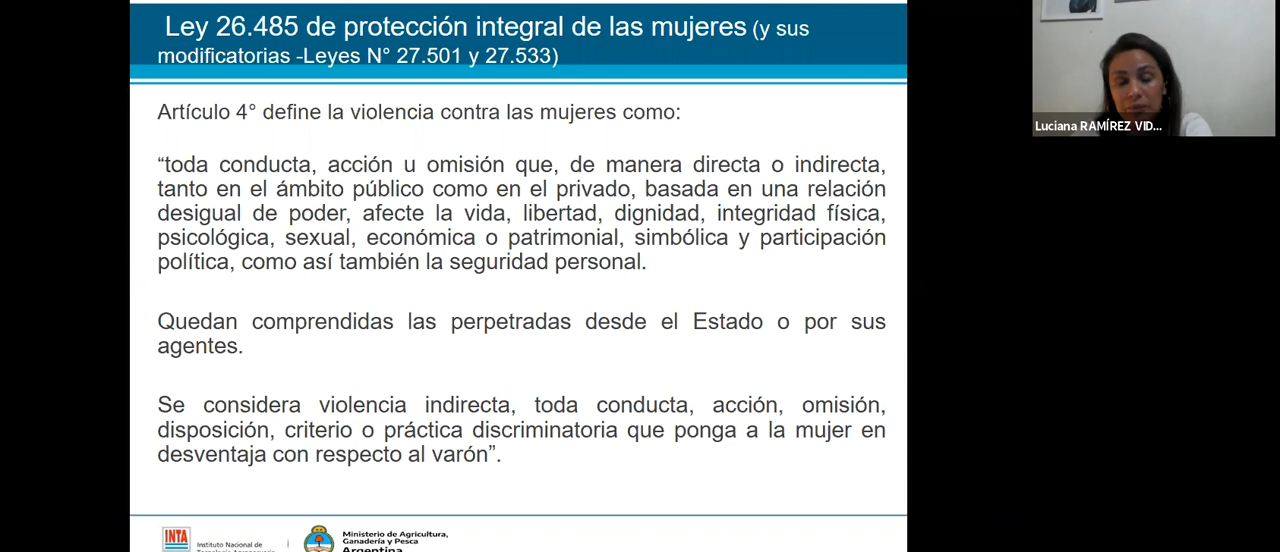 Ley 26.485 de protección integral de las mujeres (y sus
modificatorias -Leyes N° 27.501 y 27.533)
Artículo 4° define la violencia contra las mujeres como:
“toda conducta, acción u omisión que, de manera directa o indirecta,
tanto en el ámbito público como en el privado, basada en una relación
desigual de poder, afecte la vida, libertad, dignidad, integridad física,
psicológica, sexual, económica o patrimonial, simbólica y participación
política, como así también la seguridad personal.
Quedan comprendidas las perpetradas desde el Estado o por sus
agentes.
Se considera violencia indirecta, toda conducta, acción, omisión,
disposición, criterio o práctica discriminatoria que ponga a la mujer en
desventaja con respecto al varón”.
INTA
Instituto Nacional de
Tecnología Agropecuaria
Ministerio de Agricultura,
Ganadería y Pesca
Argentina
Luciana RAMÍREZ VID...